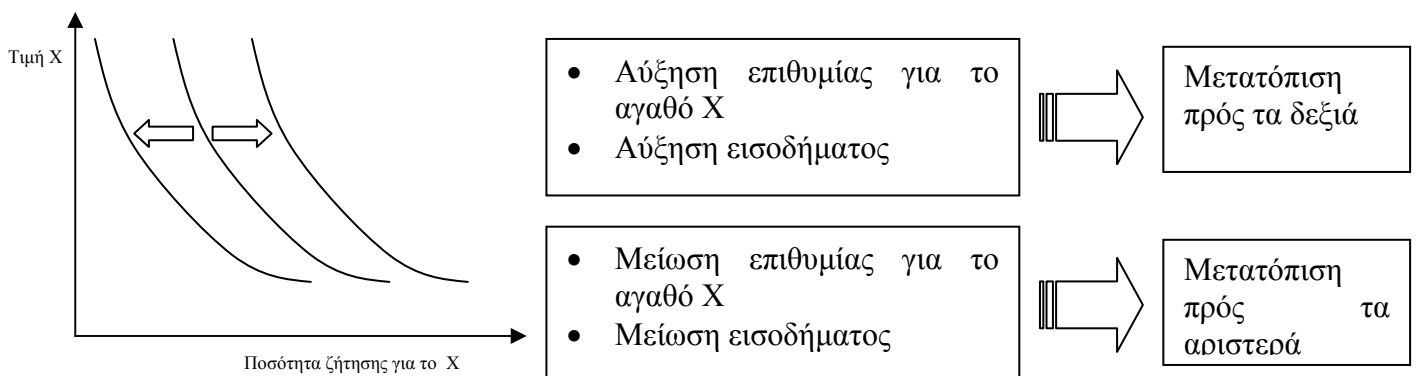 Τιμή Χ
• Αύξηση επιθυμίας για το
αγαθό Χ
• Αύξηση εισοδήματος
Μετατόπιση
πρός τα δεξιά
• Μείωση επιθυμίας για το
αγαθό Χ
• Μείωση εισοδήματος
Μετατόπιση
πρός τα
αριστερά
Ποσότητα ζήτησης για το Χ